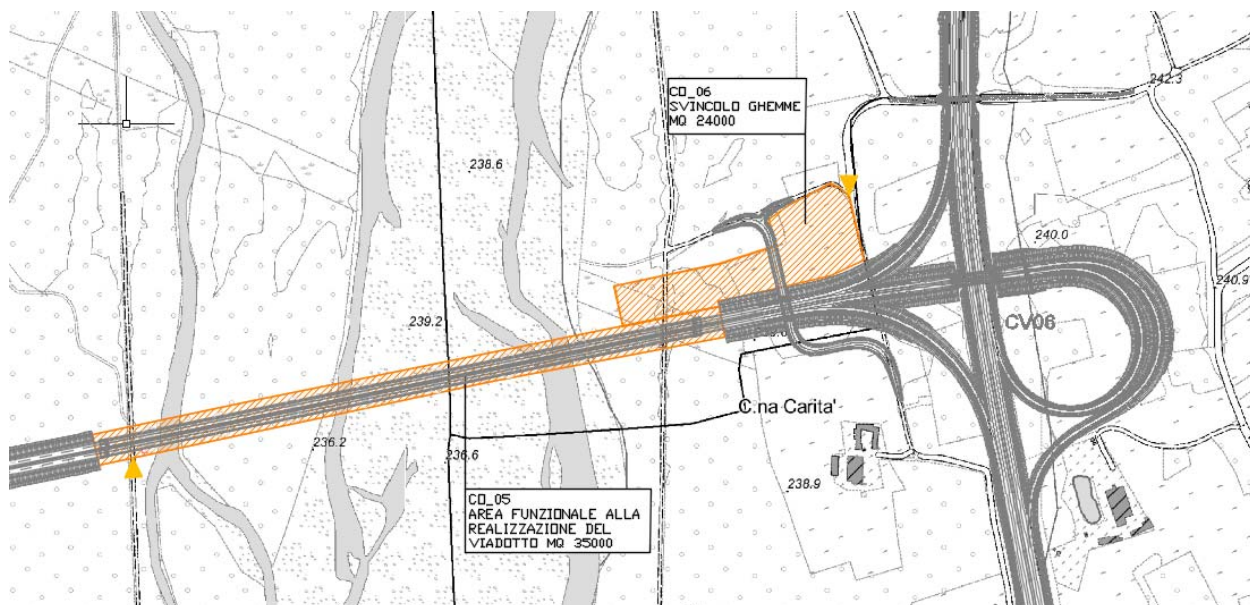 CO_06
SVINCOLO GHEMME
MQ 24000
242.3
238.6
240.0
240.9
239.2
CV06
C.na Carita'
236.2
236.6
238.9
CO_05
AREA FUNZIONALE ALLA
REALIZZAZIONE DEL
VIADOTTO MQ 35000